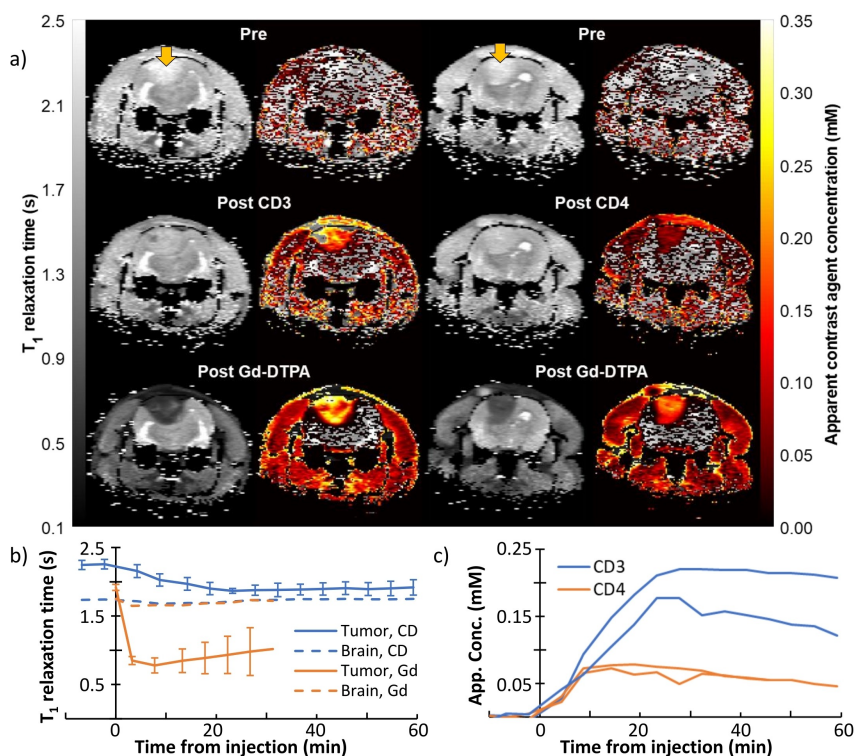 a)
2.5
2.1
1.7
1.3
0.9
0.5
0.1
T1 relaxation time (s)
Pre
Pre
Post CD3
Post CD4
Post Gd-DTPA
Post Gd-DTPA
0.35
0.30
0.25
0.20
0.15
0.10
0.05
0.00
Apparent contrast agent concentration (mM)
b)
T1 relaxation time (s)
2.5
1.5
0.5
Tumor, CD
Brain, CD
Tumor, Gd
Brain, Gd
0
20
40
60
Time from injection (min)
c)
App. Conc. (mM)
0.25
0.15
0.05
CD3
CD4
0
20
40
60
Time from injection (min)